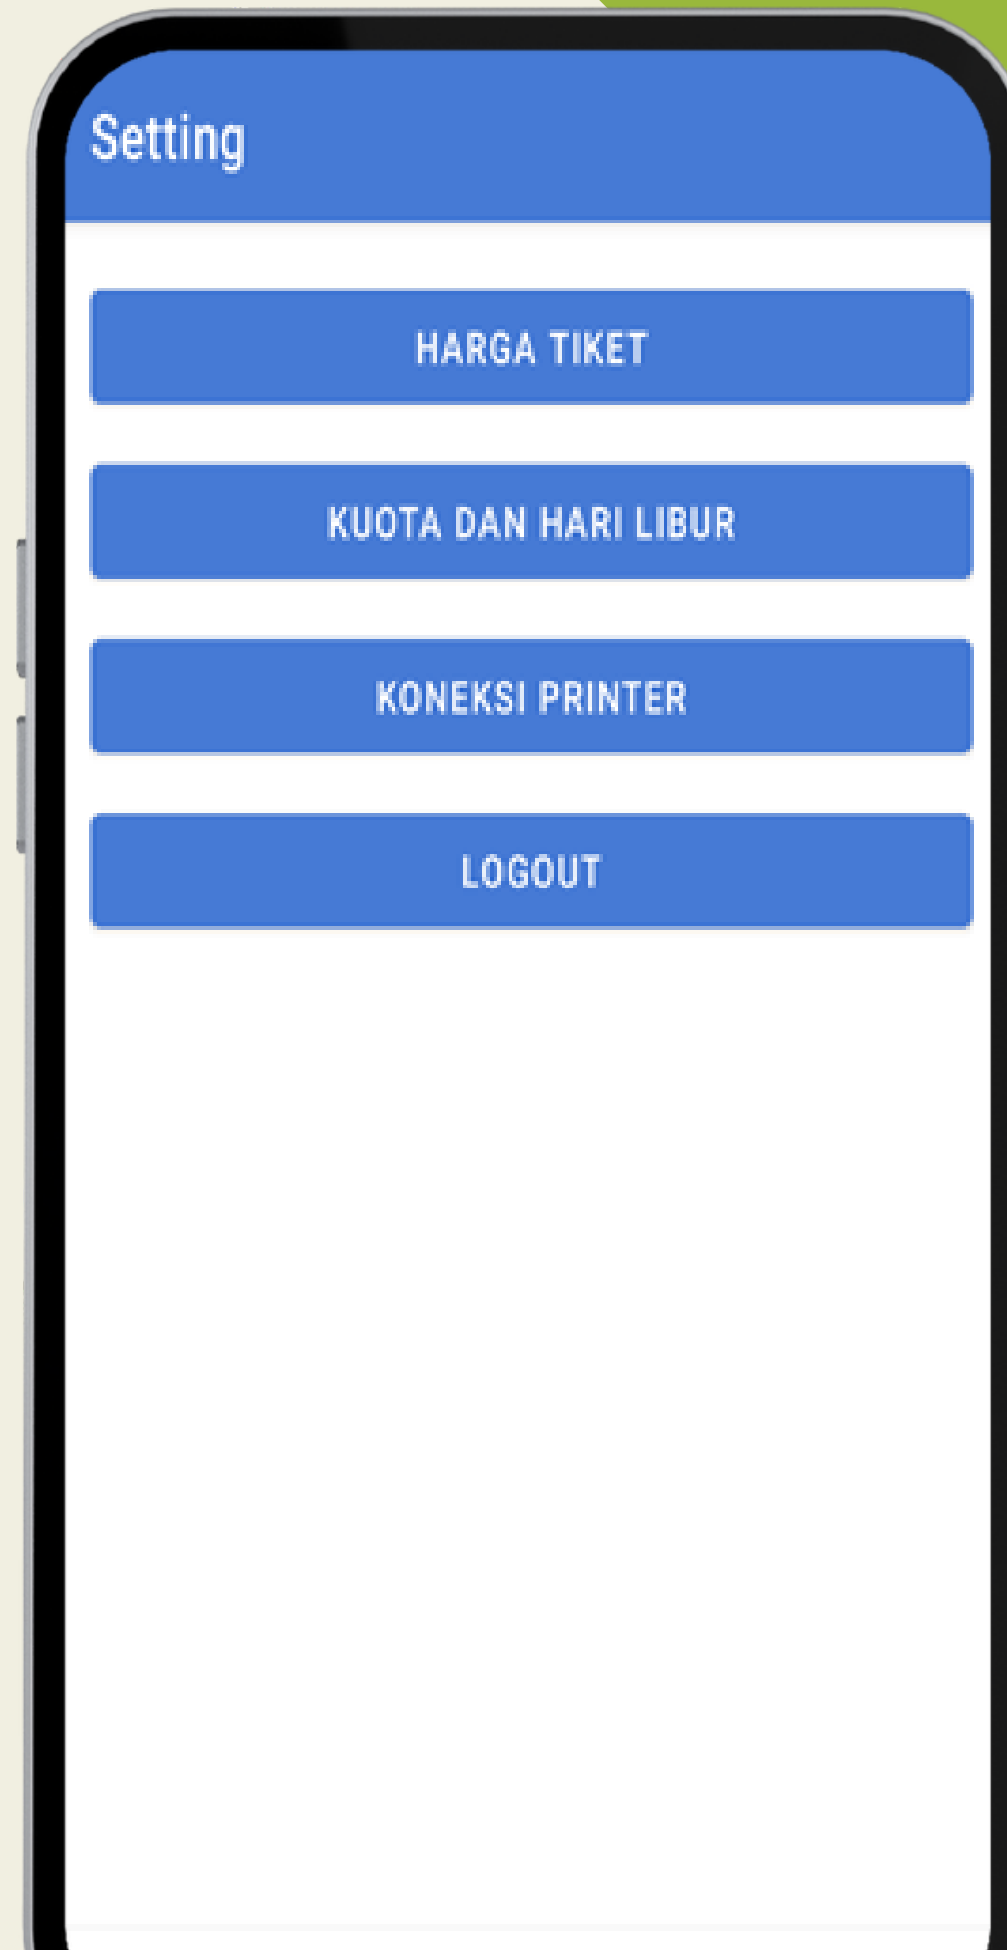 Setting
HARGA TIKET
KUOTA DAN HARI LIBUR
KONEKSI PRINTER
LOGOUT